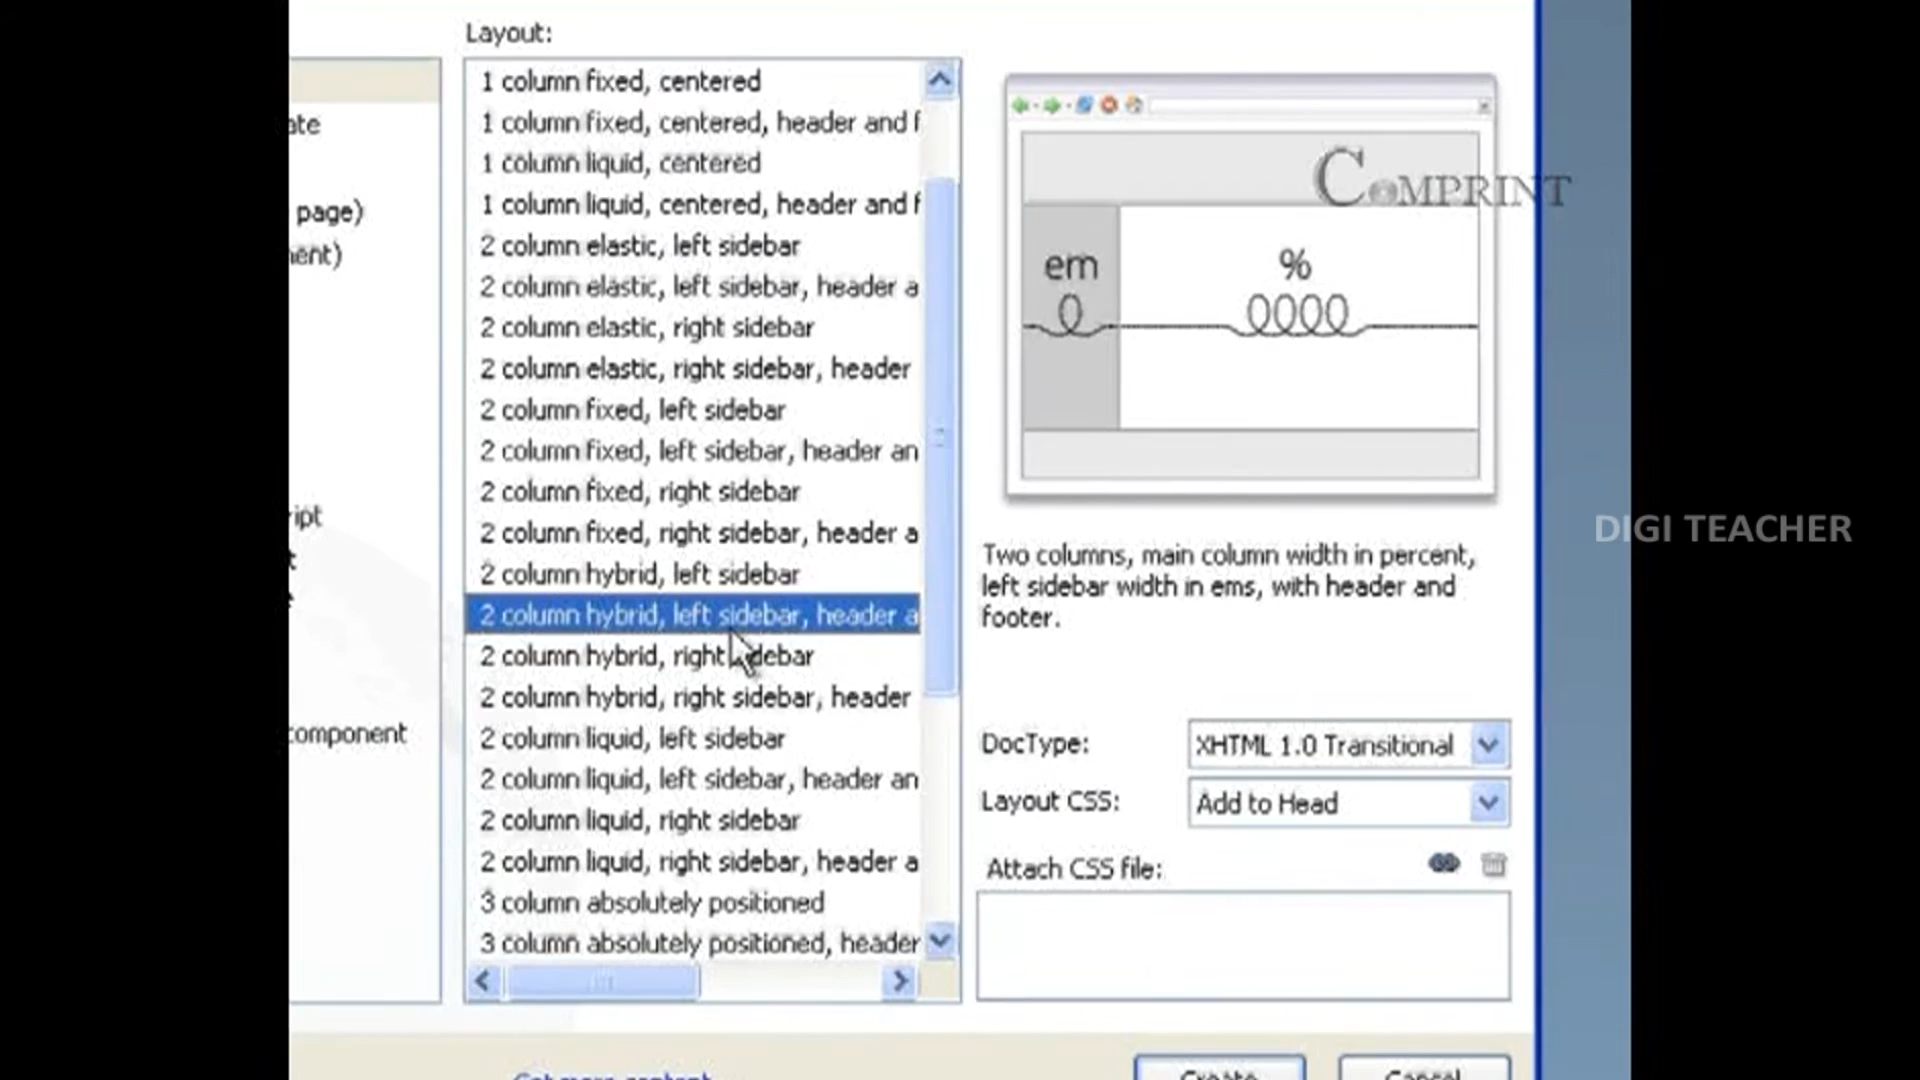 Layout:
1 column fixed, centered
1 column fixed, centered, header and f
1 column liquid, centered
1 column liquid, centered, header and f
2 column elastic, left sidebar
2 column elastic, left sidebar, header a
2 column elastic, right sidebar
2 column elastic, right sidebar, header
2 column fixed, left sidebar
2 column fixed, left sidebar, header an
2 column fixed, right sidebar
2 column fixed, right sidebar, header a
2 column hybrid, left sidebar
2 column hybrid, left sidebar, header a
2 column hybrid, right sidebar
2 column hybrid, right sidebar, header
2 column liquid, left sidebar
2 column liquid, left sidebar, header an
2 column liquid, right sidebar
2 column liquid, right sidebar, header a
3 column absolutely positioned
3 column absolutely positioned, header
page)
component
COMPRINT
em %
DIGI TEACHER
Two columns, main column width in percent,
left sidebar width in ems, with header and
footer.
DocType: XHTML 1.0 Transitional
Layout CSS: Add to Head
Attach CSS file:
Create Cancel